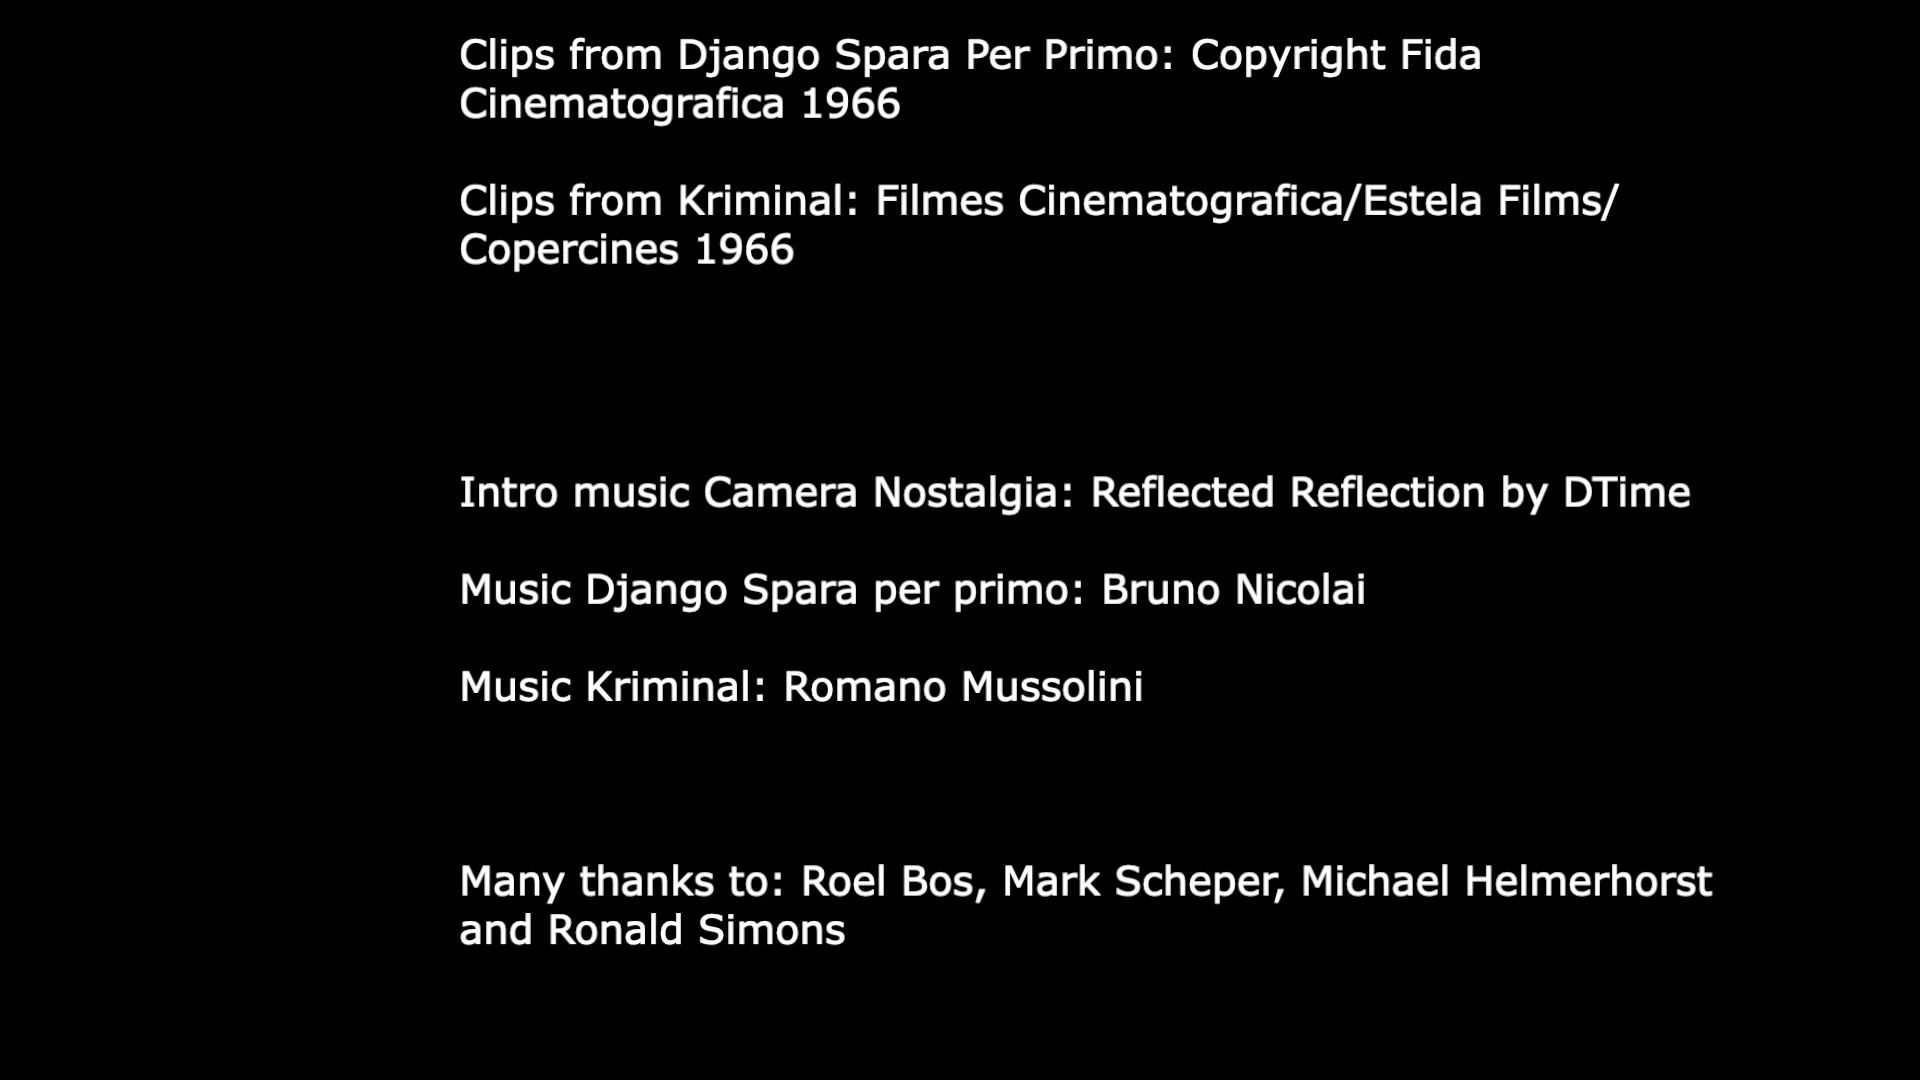 Clips from Django Spara Per Primo: Copyright Fida
Cinematografica 1966
Clips from Kriminal: Filmes Cinematografica/Estela Films/
Copercines 1966
Intro music Camera Nostalgia: Reflected Reflection by DTime
Music Django Spara per primo: Bruno Nicolai
Music Kriminal: Romano Mussolini
Many thanks to: Roel Bos, Mark Scheper, Michael Helmerhorst
and Ronald Simons